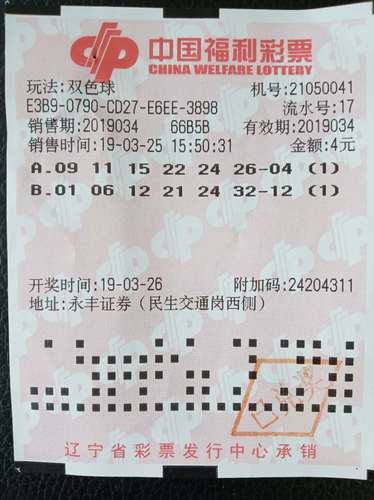 中国福利彩票
CHINA WELFARE LOTTERY
玩法:双色球 机号:21050041
E3B9-0790-CD27-E6EE-3898 流水号:17
销售期:2019034 66B5B 有效期:2019034
销售时间:19-03-25 15:50:31 金额:4元
A.09 11 15 22 24 26-04 (1)
B.01 06 12 21 24 32-12 (1)
开奖时间:19-03-26 附加码:24204311
地址:永丰证券(民生交通岗西侧)
辽宁省彩票发行中心承销